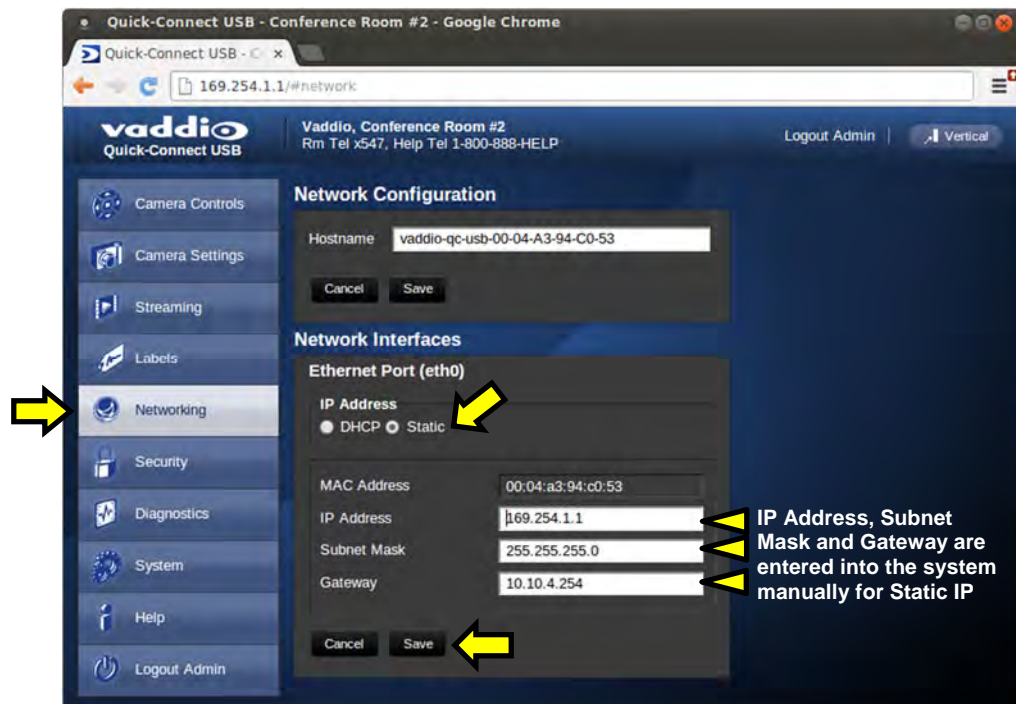 Quick-Connect USB - Conference Room #2 - Google Chrome
Quick-Connect USB - C
169.254.1.1/#network
vaddio
Quick-Connect USB
Vaddio, Conference Room #2
Rm Tel x547, Help Tel 1-800-888-HELP
Logout Admin
Vertical
Camera Controls
Camera Settings
Streaming
Labels
Networking
Security
Diagnostics
System
Help
Logout Admin
Network Configuration
Hostname vaddio-qc-usb-00-04-A3-94-C0-53
Cancel Save
Network Interfaces
Ethernet Port (eth0)
IP Address
DHCP Static
MAC Address 00:04:a3:94:c0:53
IP Address 169.254.1.1
Subnet Mask 255.255.255.0
Gateway 10.10.4.254
Cancel Save
IP Address, Subnet
Mask and Gateway are
entered into the system
manually for Static IP